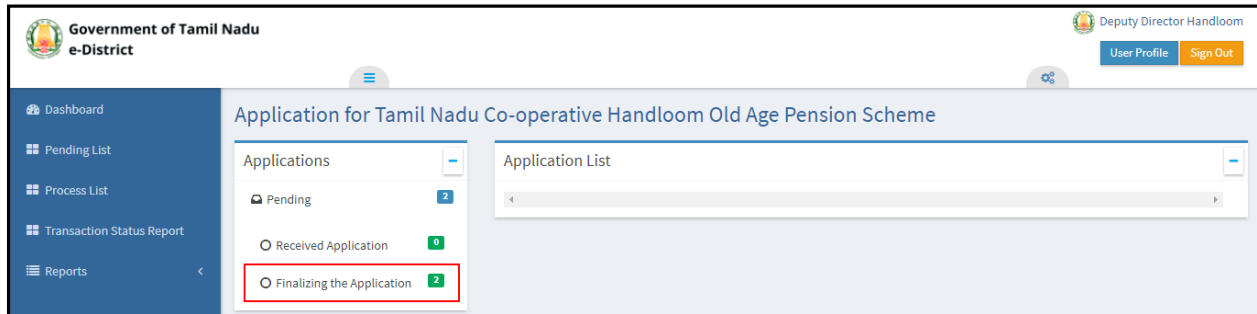 Government of Tamil Nadu
e-District
Deputy Director Handloom
User Profile Sign Out
Dashboard
Pending List
Process List
Transaction Status Report
Reports
Application for Tamil Nadu Co-operative Handloom Old Age Pension Scheme
Applications
Pending 2
Received Application 0
Finalizing the Application 2
Application List